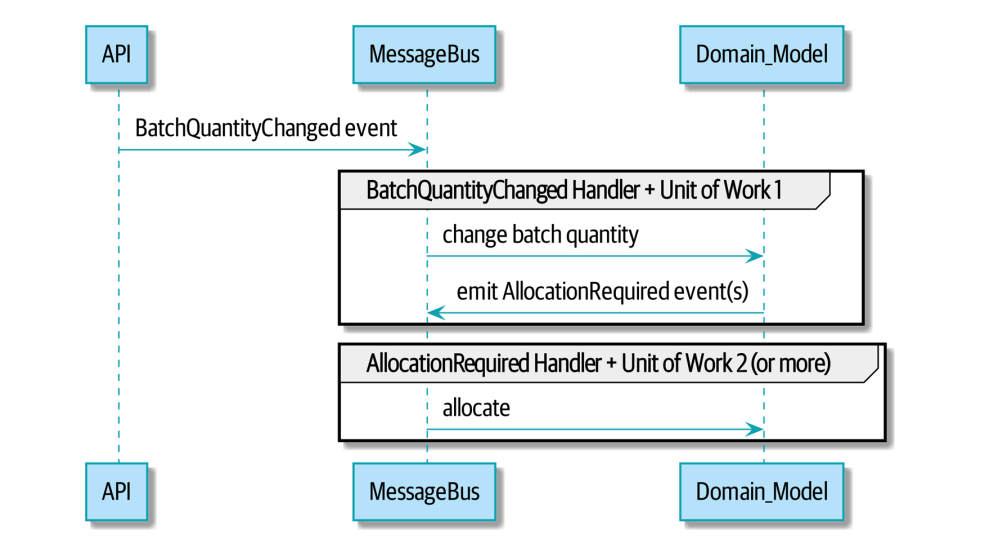 API
MessageBus
Domain_Model
BatchQuantityChanged event
BatchQuantityChanged Handler + Unit of Work 1
change batch quantity
emit AllocationRequired event(s)
AllocationRequired Handler + Unit of Work 2 (or more)
allocate
API
MessageBus
Domain_Model